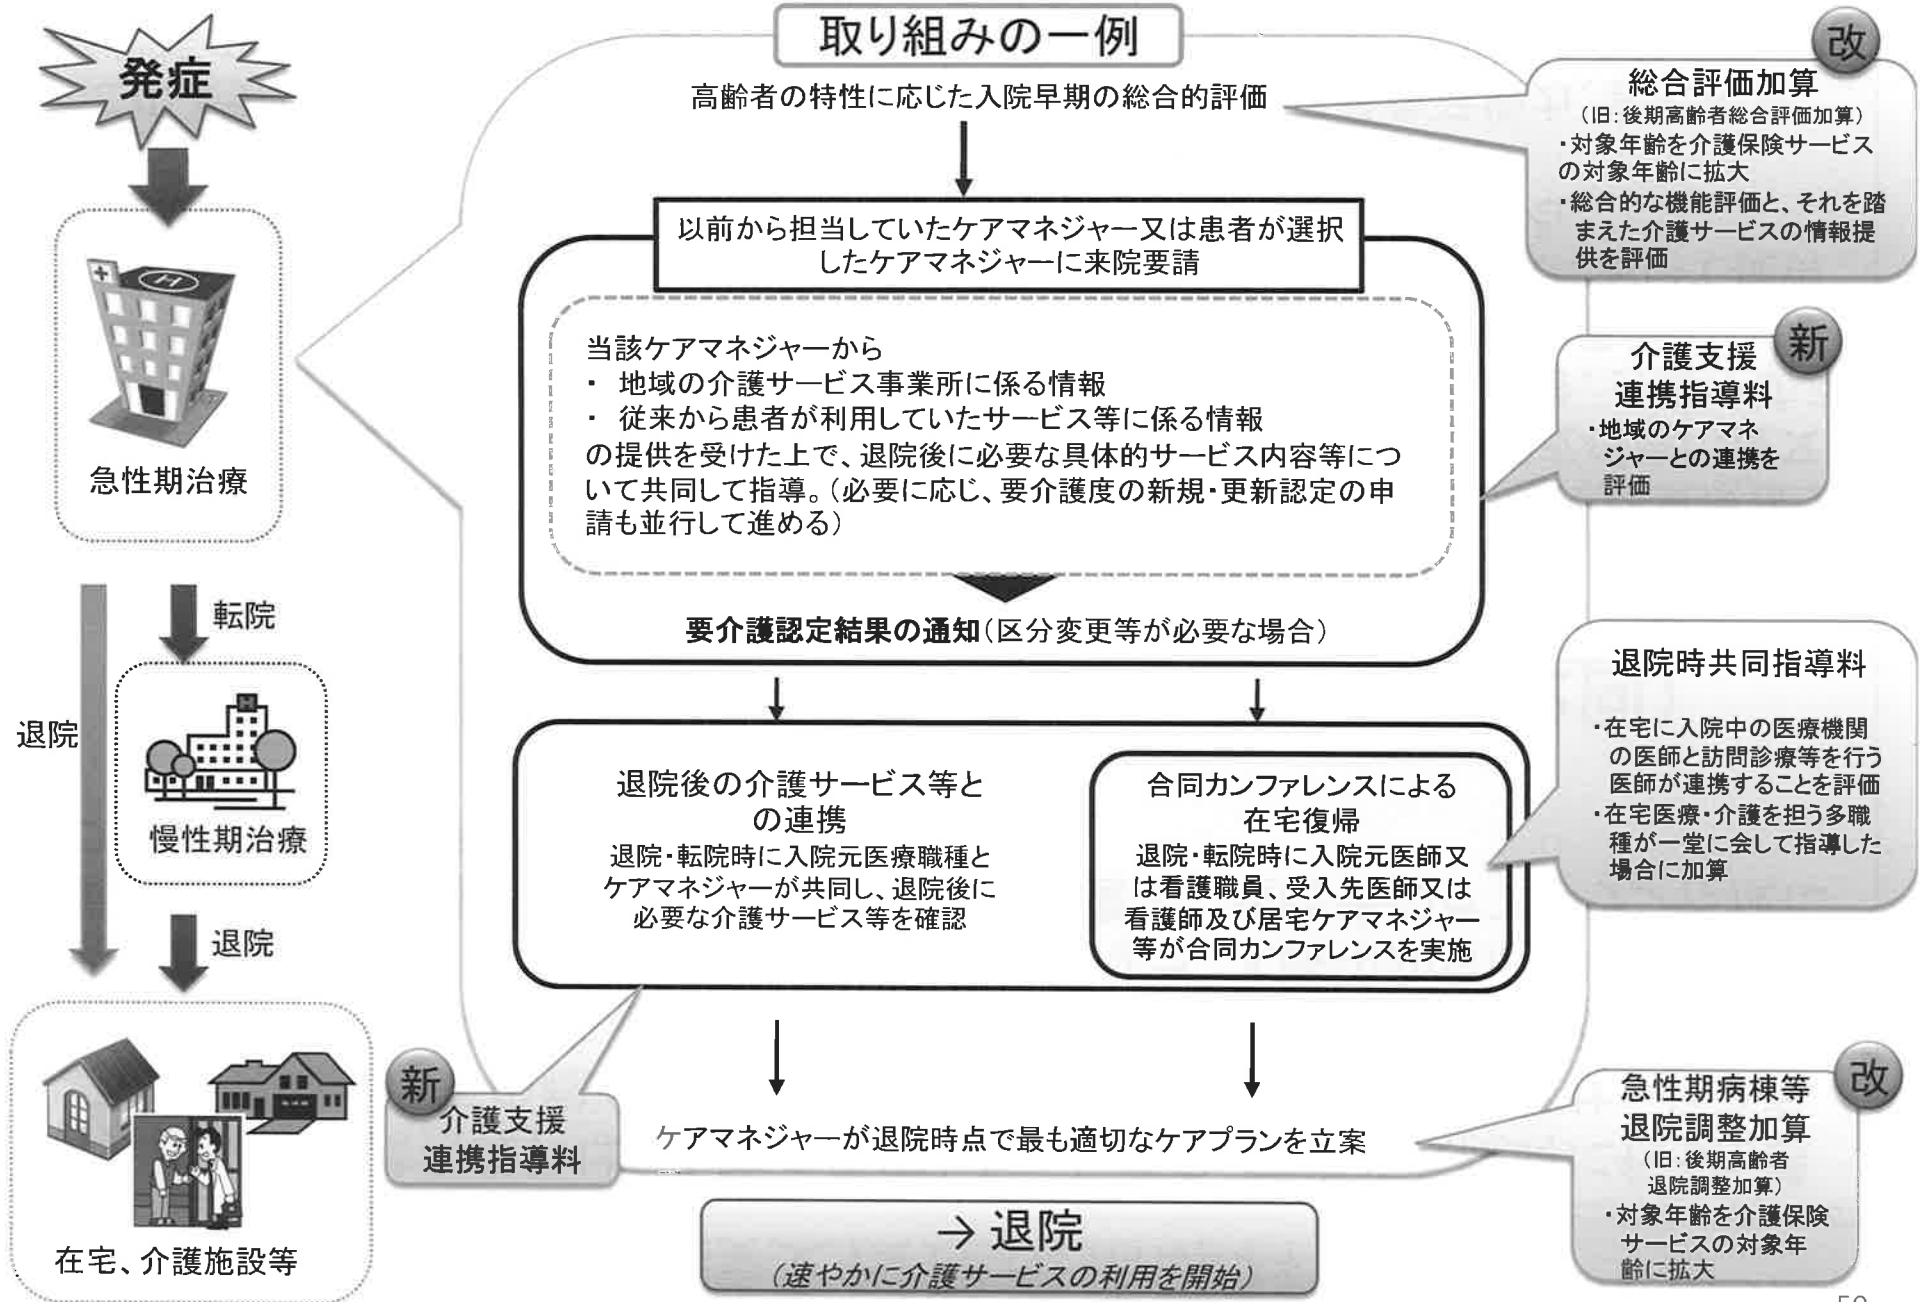 取り組みの一例
発症
急性期治療
転院
退院
慢性期治療
退院
在宅、介護施設等
高齢者の特性に応じた入院早期の総合的評価
以前から担当していたケアマネジャー又は患者が選択
したケアマネジャーに来院要請
当該ケアマネジャーから
・ 地域の介護サービス事業所に係る情報
・ 従来から患者が利用していたサービス等に係る情報
の提供を受けた上で、退院後に必要な具体的サービス内容等につ
いて共同して指導。（必要に応じ、要介護度の新規・更新認定の申
請も並行して進める）
要介護認定結果の通知（区分変更等が必要な場合）
退院後の介護サービス等と
の連携
退院・転院時に入院元医療職種と
ケアマネジャーが共同し、退院後に
必要な介護サービス等を確認
合同カンファレンスによる
在宅復帰
退院・転院時に入院元医師又
は看護職員、受入先医師又は
看護師及び居宅ケアマネジャー
等が合同カンファレンスを実施
新
介護支援
連携指導料
ケアマネジャーが退院時点で最も適切なケアプランを立案
→ 退院
（速やかに介護サービスの利用を開始）
改
総合評価加算
（旧：後期高齢者総合評価加算）
・対象年齢を介護保険サービス
の対象年齢に拡大
・総合的な機能評価と、それを踏
まえた介護サービスの情報提
供を評価
新
介護支援
連携指導料
・地域のケアマネ
ジャーとの連携を
評価
退院時共同指導料
・在宅に入院中の医療機関
の医師と訪問診療等を行う
医師が連携することを評価
・在宅医療・介護を担う多職
種が一堂に会して指導した
場合に加算
改
急性期病棟等
退院調整加算
（旧：後期高齢者
退院調整加算）
・対象年齢を介護保険
サービスの対象年
齢に拡大